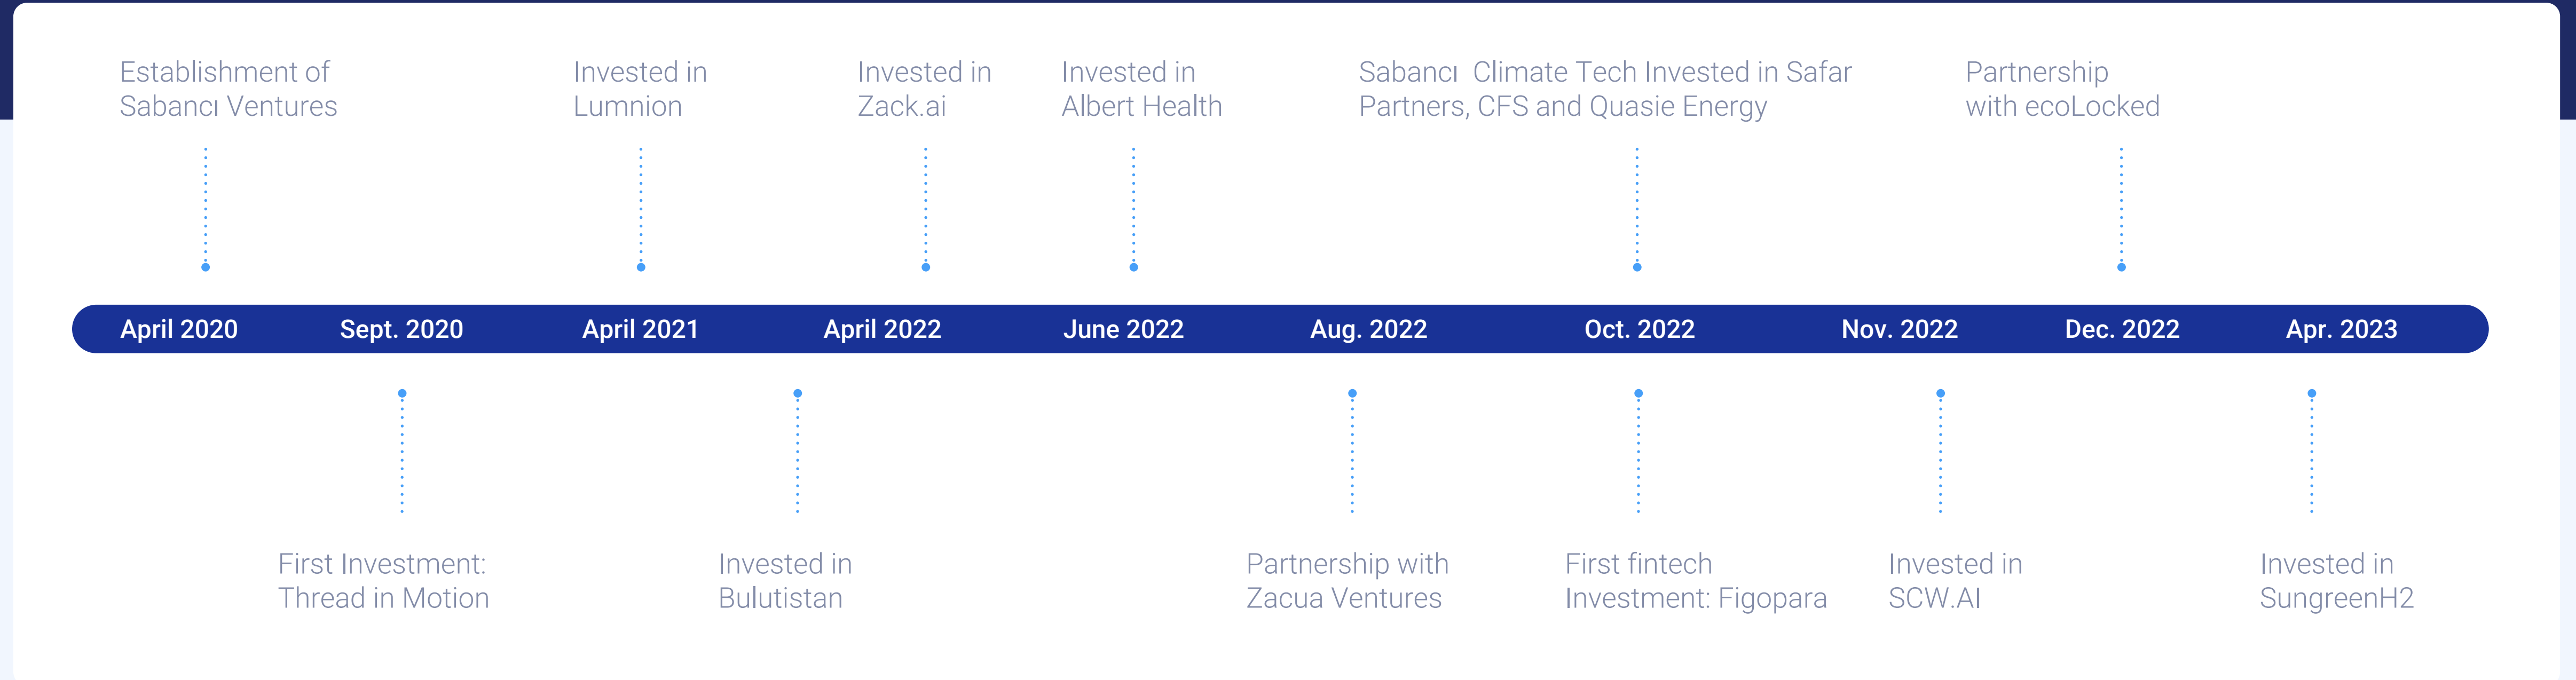 Establishment of
Sabancı Ventures
Invested in
Lumnion
Invested in
Zack.ai
Invested in
Albert Health
Sabancı  Climate Tech Invested in Safar
Partners, CFS and Quasie Energy
Partnership
with ecoLocked
April 2020
Sept. 2020
April 2021
April 2022
June 2022
Aug. 2022
Oct. 2022
Nov. 2022
Dec. 2022
Apr. 2023
First Investment:
Thread in Motion
Invested in
Bulutistan
Partnership with
Zacua Ventures
First fintech
Investment: Figopara
Invested in
SCW.AI
Invested in
SungreenH2